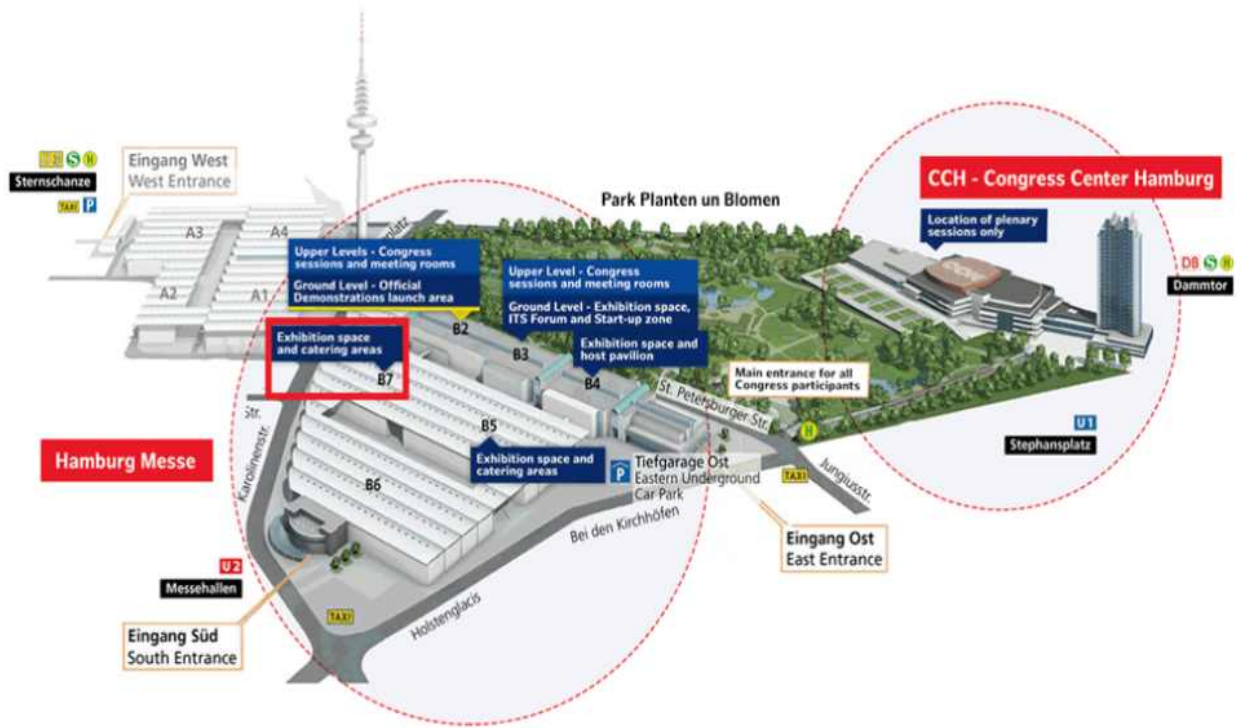 Eingang West
West Entrance
S
H
Sternschanze
TAXI
P
A3
A4
A2
A1
Park Planten un Blomen
CCH - Congress Center Hamburg
Location of plenary
sessions only
CCH
DB
S
H
Dammtor
Upper Levels - Congress
sessions and meeting rooms
Ground Level - Official
Demonstrations launch area
B2
Upper Level - Congress
sessions and meeting rooms
Ground Level - Exhibition space,
ITS Forum and Start-up zone
B3
Exhibition space and
host pavilion
B4
Exhibition space
and catering areas
B7
Main entrance for all
Congress participants
St. Petersburger Str.
H
U1
Stephansplatz
Str.
B5
Exhibition space and
catering areas
Hamburg Messe
Karolinenstr.
B6
P
Tiefgarage Ost
Eastern Underground
Car Park
TAXI
Jungiusstr.
Bei den Kirchhöfen
Eingang Ost
East Entrance
U2
Messehallen
TAXI
Holstenglacis
Eingang Süd
South Entrance